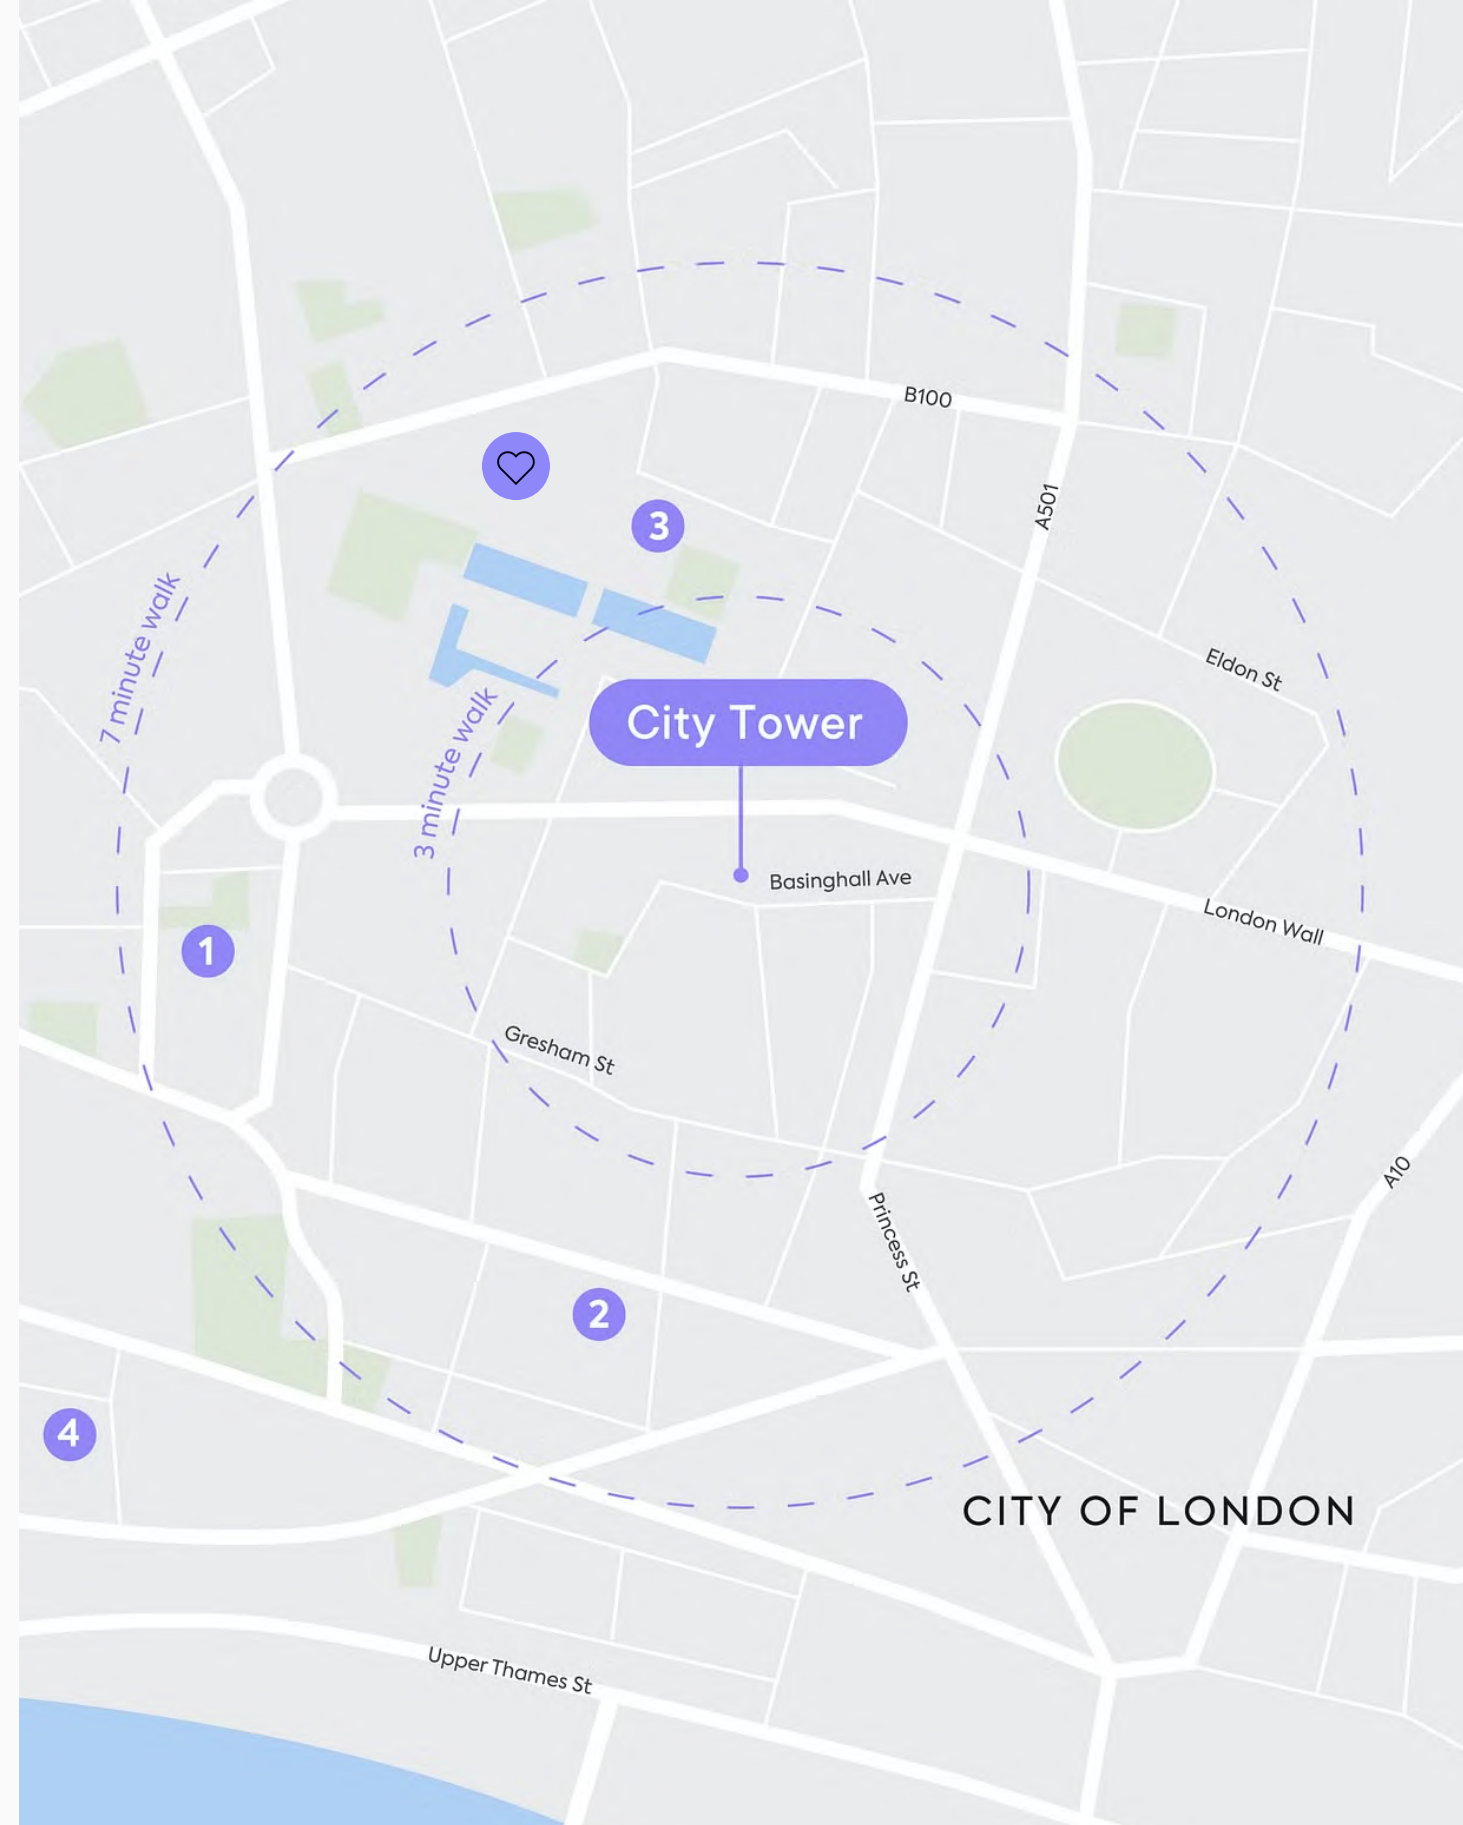 B100
3
A501
7 minute walk
Eldon St
3 minute walk
City Tower
Basinghall Ave
London Wall
1
Gresham St
A10
Princess St
2
4
CITY OF LONDON
Upper Thames St